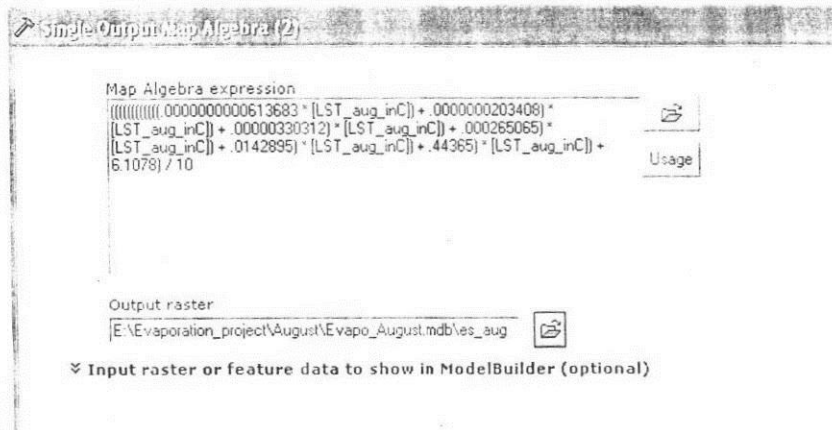 Single Output Map Algebra (2)
Map Algebra expression
((((((((((((.0000000000613683 * [LST_aug_inC]) + .0000000203408) *
[LST_aug_inC]) + .00000330312) * [LST_aug_inC]) + .000265065) *
[LST_aug_inC]) + .0142895) * [LST_aug_inC]) + .44365) * [LST_aug_inC]) +
6.1078) / 10
Usage
Output raster
E:\Evaporation_project\August\Evapo_August.mdb\es_aug
Input raster or feature data to show in ModelBuilder (optional)